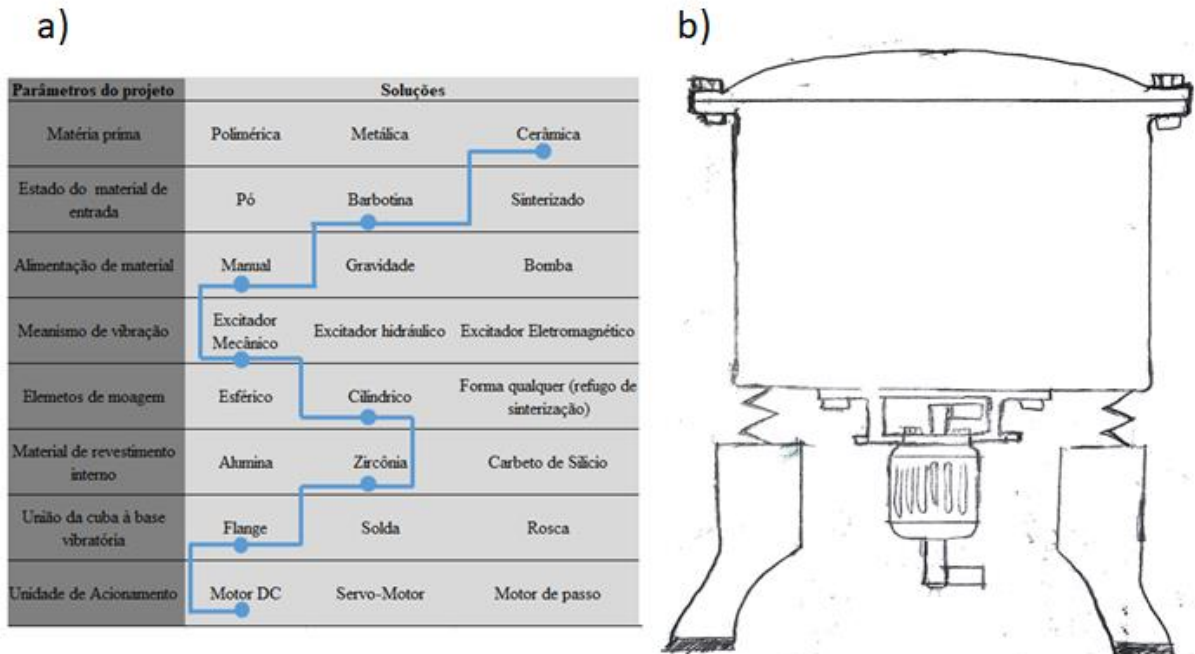 a)
b)
Parâmetros do projeto Soluções
Matéria prima Polimérica Metálica Cerâmica
Estado do material de
entrada Pó Barbotina Sinterizado
Alimentação de material Manual Gravidade Bomba
Meanismo de vibração Excitador
Mecânico Excitador hidráulico Excitador Eletromagnético
Elemetos de moagem Esférico Cilíndrico Forma qualquer (refugo de
sinterização)
Material de revestimento
interno Alumina Zircônia Carbeto de Silício
União da cuba à base
vibratória Flange Solda Rosca
Unidade de Acionamento Motor DC Servo-Motor Motor de passo